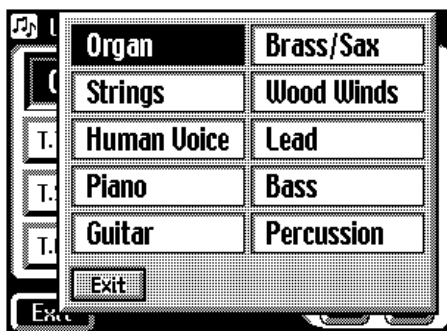 Organ Brass/Sax
Strings Wood Winds
Human Voice Lead
Piano Bass
Guitar Percussion
Exit